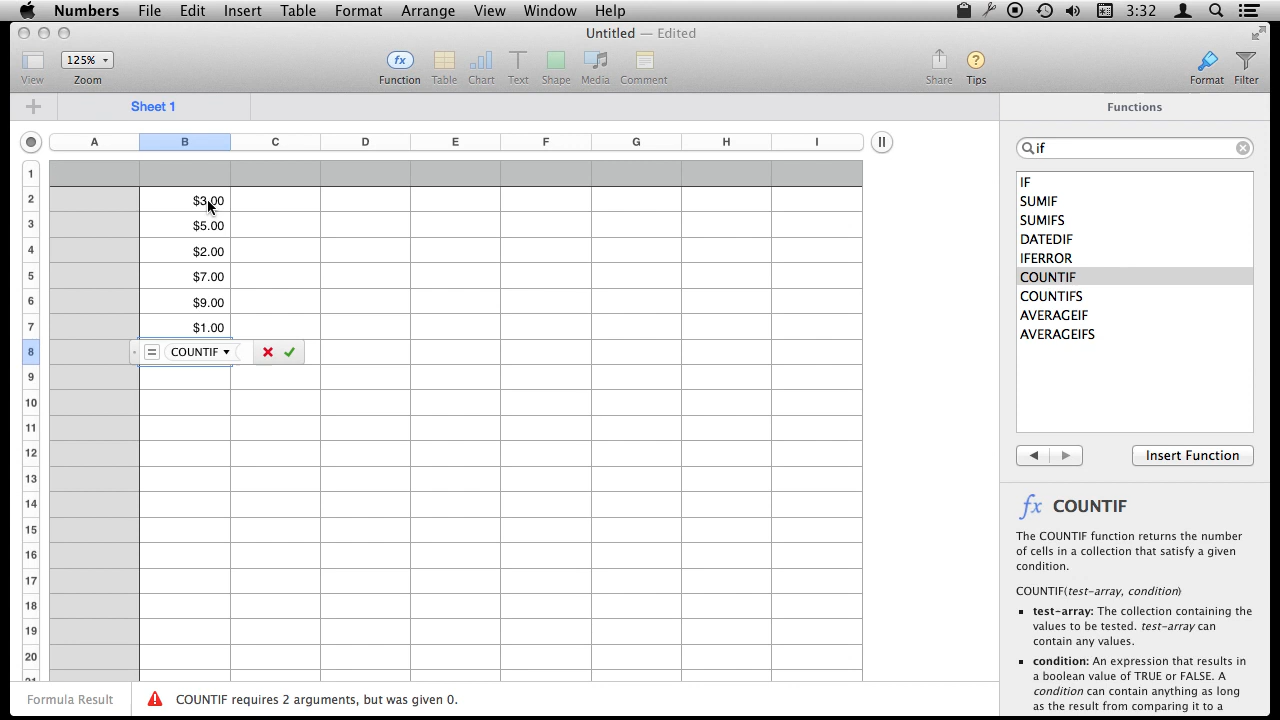 Numbers File Edit Insert Table Format Arrange View Window Help 3:32
Untitled — Edited
125%
View Zoom Function Table Chart Text Shape Media Comment Share Tips Format Filter
Sheet 1
Functions
A B C D E F G H I
if
1
2 $3.00
3 $5.00
4 $2.00
5 $7.00
6 $9.00
7 $1.00
8 = COUNTIF
9
10
11
12
13
14
15
16
17
18
19
20
IF
SUMIF
SUMIFS
DATEDIF
IFERROR
COUNTIF
COUNTIFS
AVERAGEIF
AVERAGEIFS
Insert Function
fx COUNTIF
The COUNTIF function returns the number
of cells in a collection that satisfy a given
condition.
COUNTIF(test-array, condition)
▪ test-array: The collection containing the
values to be tested. test-array can
contain any values.
▪ condition: An expression that results in
a boolean value of TRUE or FALSE. A
condition can contain anything as long
as the result from comparing it to a
Formula Result COUNTIF requires 2 arguments, but was given 0.